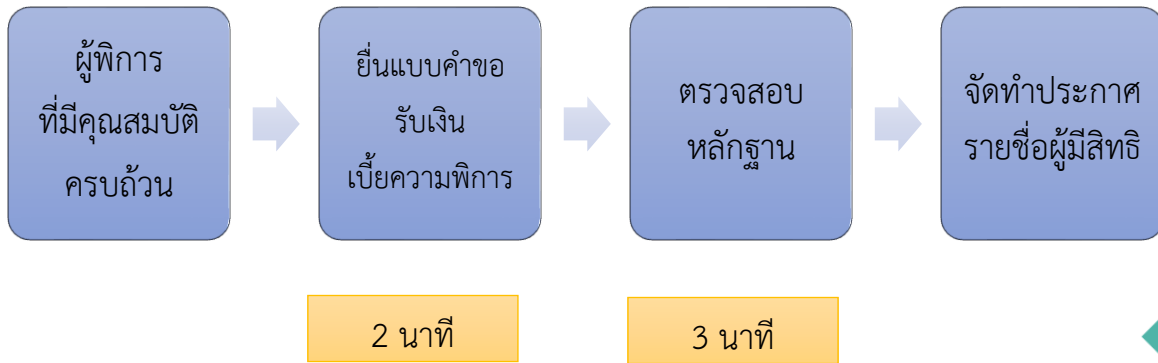 ผู้พิการ
ที่มีคุณสมบัติ
ครบถ้วน
ยื่นแบบคำขอ
รับเงิน
เบี้ยความพิการ
ตรวจสอบ
หลักฐาน
จัดทำประกาศ
รายชื่อผู้มีสิทธิ
2 นาที
3 นาที